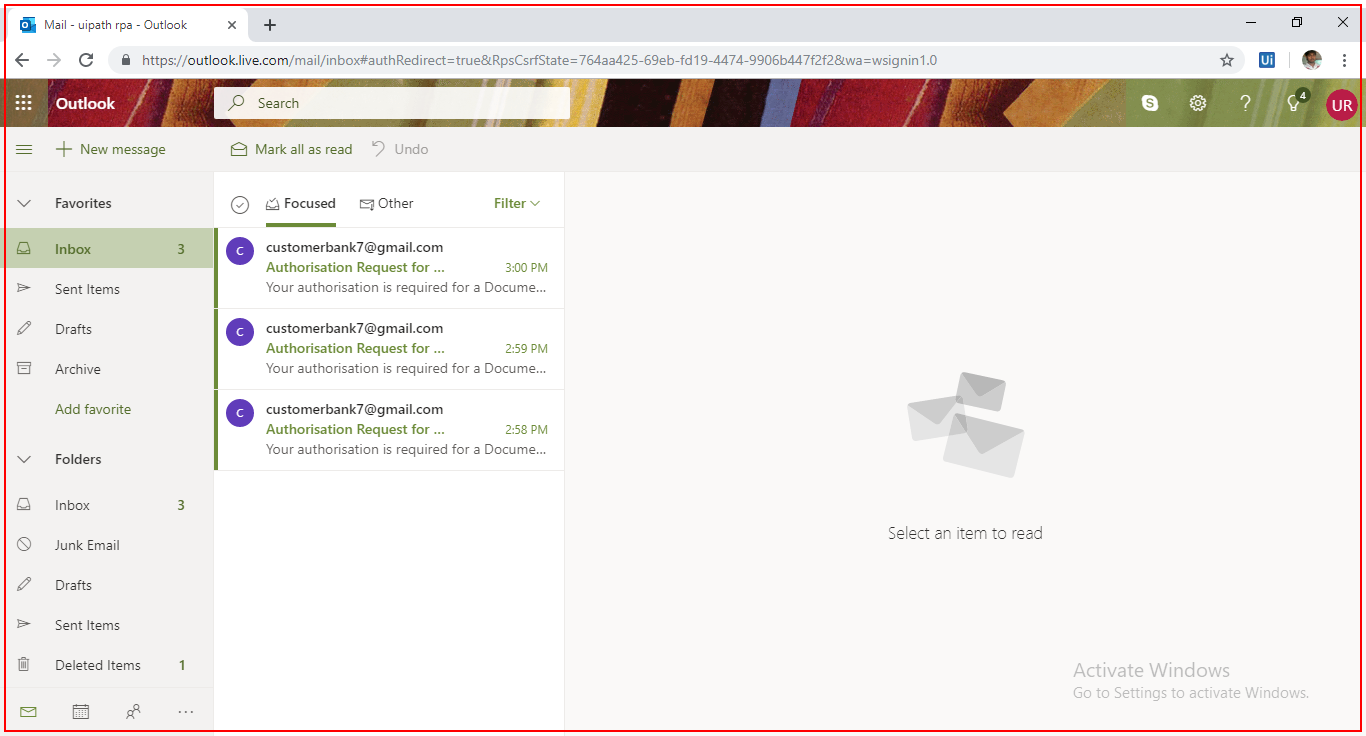 Mail - uipath rpa - Outlook
https://outlook.live.com/mail/inbox#authRedirect=true&RpsCsrfState=764aa425-69eb-fd19-4474-9906b447f2f2&wa=wsignin1.0
Ui
Outlook
Search
S
?
4
UR
New message
Mark all as read
Undo
Favorites
Inbox 3
Sent Items
Drafts
Archive
Add favorite
Folders
Inbox 3
Junk Email
Drafts
Sent Items
Deleted Items 1
Focused
Other
Filter
C
customerbank7@gmail.com
Authorisation Request for ... 3:00 PM
Your authorisation is required for a Docume...
C
customerbank7@gmail.com
Authorisation Request for ... 2:59 PM
Your authorisation is required for a Docume...
C
customerbank7@gmail.com
Authorisation Request for ... 2:58 PM
Your authorisation is required for a Docume...
Select an item to read
Activate Windows
Go to Settings to activate Windows.